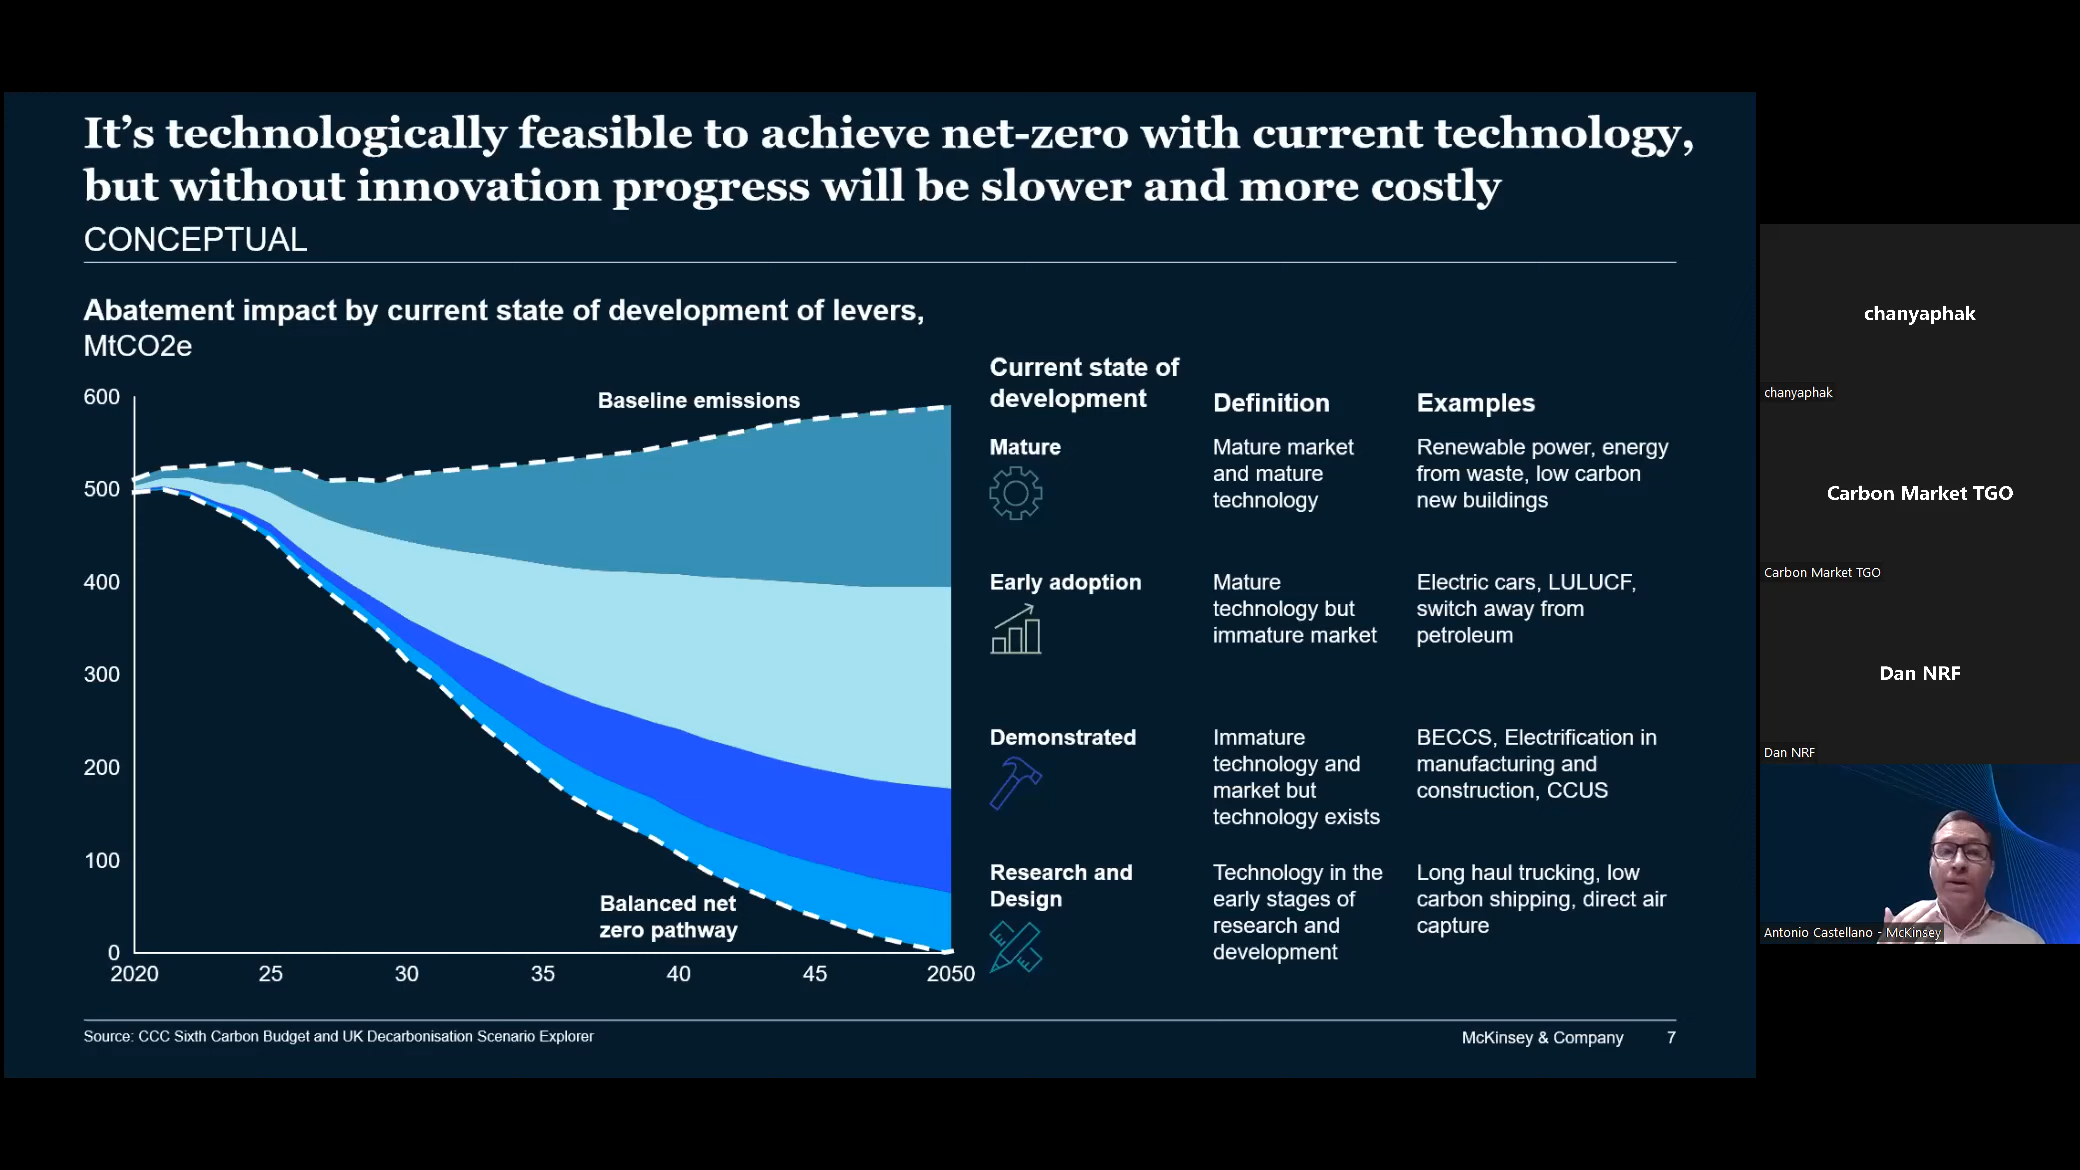 It’s technologically feasible to achieve net-zero with current technology,
but without innovation progress will be slower and more costly
CONCEPTUAL
Abatement impact by current state of development of levers,
MtCO2e
600
500
400
300
200
100
0
2020
25
30
35
40
45
2050
Baseline emissions
Balanced net
zero pathway
Current state of
development
Definition
Examples
Mature
Mature market
and mature
technology
Renewable power, energy
from waste, low carbon
new buildings
Early adoption
Mature
technology but
immature market
Electric cars, LULUCF,
switch away from
petroleum
Demonstrated
Immature
technology and
market but
technology exists
BECCS, Electrification in
manufacturing and
construction, CCUS
Research and
Design
Technology in the
early stages of
research and
development
Long haul trucking, low
carbon shipping, direct air
capture
Source: CCC Sixth Carbon Budget and UK Decarbonisation Scenario Explorer
McKinsey & Company
7
chanyaphak
chanyaphak
Carbon Market TGO
Carbon Market TGO
Dan NRF
Dan NRF
Antonio Castellano - McKinsey